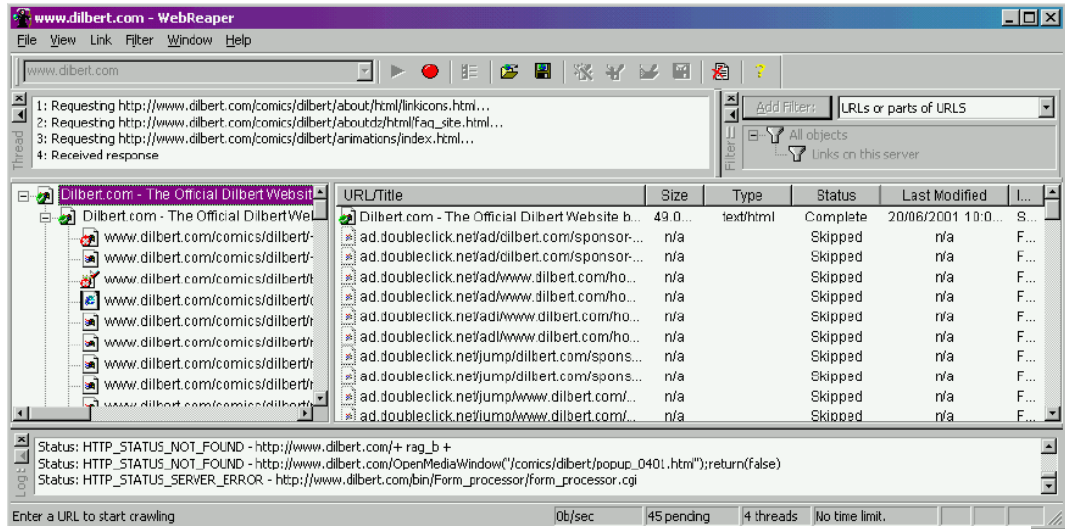 www.dilbert.com - WebReaper
File View Link Filter Window Help
www.dilbert.com
1: Requesting http://www.dilbert.com/comics/dilbert/about/html/linkicons.html...
2: Requesting http://www.dilbert.com/comics/dilbert/aboutdz/html/faq_site.html...
3: Requesting http://www.dilbert.com/comics/dilbert/animations/index.html...
4: Received response
Thread
Add Filter: URLs or parts of URLS
All objects
Links on this server
Filter
Dilbert.com - The Official Dilbert Websit
Dilbert.com - The Official Dilbert Wel
www.dilbert.com/comics/dilbert/-
www.dilbert.com/comics/dilbert/-
www.dilbert.com/comics/dilbert/t
www.dilbert.com/comics/dilbert/c
www.dilbert.com/comics/dilbert/r
www.dilbert.com/comics/dilbert/r
www.dilbert.com/comics/dilbert/r
www.dilbert.com/comics/dilbert/r
www.dilbert.com/comics/dilbert/r
URL/Title Size Type Status Last Modified I...
Dilbert.com - The Official Dilbert Website b... 49.0... text/html Complete 20/06/2001 10:0... S...
ad.doubleclick.net/ad/dilbert.com/sponsor-... n/a Skipped n/a F...
ad.doubleclick.net/ad/dilbert.com/sponsor-... n/a Skipped n/a F...
ad.doubleclick.net/ad/www.dilbert.com/ho... n/a Skipped n/a F...
ad.doubleclick.net/ad/www.dilbert.com/ho... n/a Skipped n/a F...
ad.doubleclick.net/adl/www.dilbert.com/ho... n/a Skipped n/a F...
ad.doubleclick.net/adl/www.dilbert.com/ho... n/a Skipped n/a F...
ad.doubleclick.net/jump/dilbert.com/spons... n/a Skipped n/a F...
ad.doubleclick.net/jump/dilbert.com/spons... n/a Skipped n/a F...
ad.doubleclick.net/jump/www.dilbert.com/... n/a Skipped n/a F...
ad.doubleclick.net/jump/www.dilbert.com/... n/a Skipped n/a F...
Status: HTTP_STATUS_NOT_FOUND - http://www.dilbert.com/+ rag_b +
Status: HTTP_STATUS_NOT_FOUND - http://www.dilbert.com/OpenMediaWindow("/comics/dilbert/popup_0401.html");return(false)
Status: HTTP_STATUS_SERVER_ERROR - http://www.dilbert.com/bin/Form_processor/form_processor.cgi
Log:
Enter a URL to start crawling 0b/sec 45 pending 4 threads No time limit.